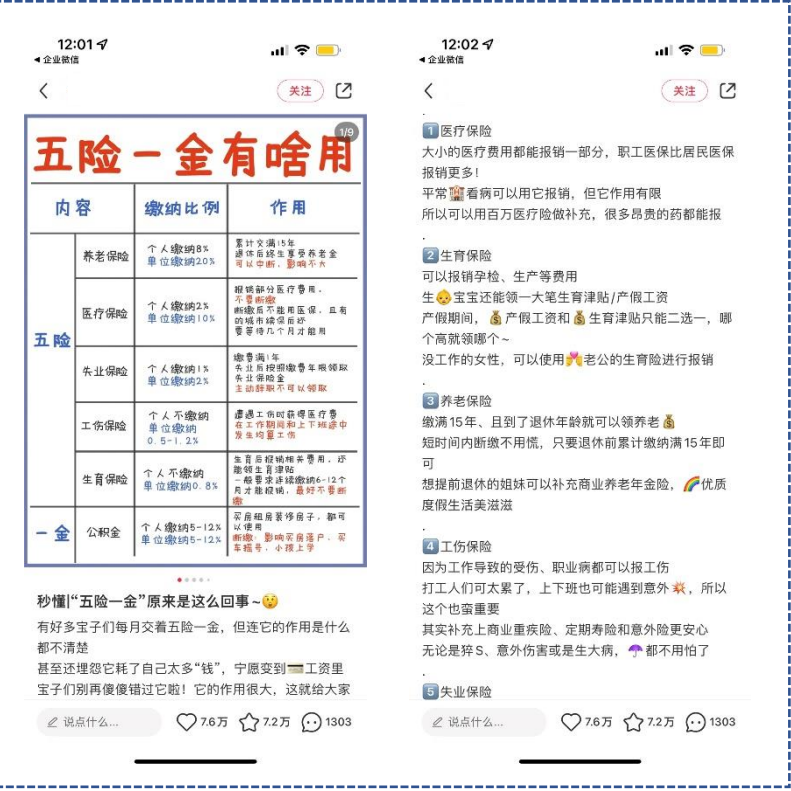 12:01
企业微信
关注
1/9
五险一金有啥用
内容 缴纳比例 作用
五险
养老保险
个人缴纳8%
单位缴纳20%
累计交满15年
退休后终生享受养老金
可以中断,影响不大
医疗保险
个人缴纳2%
单位缴纳10%
报销部分医疗费用,
不要断缴
断缴后不能用医保,且有
的城市续保后还
要等待几个月才能用
失业保险
个人缴纳1%
单位缴纳2%
缴费满1年
失业后按照缴费年限领取
失业保险金
主动辞职不可以领取
工伤保险
个人不缴纳
单位缴纳
0.5-1.2%
遭遇工伤时获得医疗费
在工作期间和上下班途中
发生均算工伤
生育保险
个人不缴纳
单位缴纳0.8%
生育后报销相关费用,还
能领生育津贴
一般要求连续缴纳6-12个
月才能报销,最好不要断
缴
一金
公积金
个人缴纳5-12%
单位缴纳5-12%
买房租房装修房子,都可
以使用
断缴:影响买房落户,买
车摇号,小孩上学
秒懂|“五险一金”原来是这么回事~😲
有好多宝子们每月交着五险一金,但连它的作用是什么
都不清楚
甚至还埋怨它耗了自己太多“钱”,宁愿变到💳工资里
宝子们别再傻傻错过它啦!它的作用很大,这就给大家
说点什么...
7.6万
7.2万
1303
12:02
企业微信
关注
.
1️⃣医疗保险
大小的医疗费用都能报销一部分,职工医保比居民医保
报销更多!
平常🏥看病可以用它报销,但它作用有限
所以可以用百万医疗险做补充,很多昂贵的药都能报
.
2️⃣生育保险
可以报销孕检、生产等费用
生👶宝宝还能领一大笔生育津贴/产假工资
产假期间,💰产假工资和💰生育津贴只能二选一,哪
个高就领哪个~
没工作的女性,可以使用💏老公的生育险进行报销
.
3️⃣养老保险
缴满15年、且到了退休年龄就可以领养老💰
短时间内断缴不用慌,只要退休前累计缴纳满15年即
可
想提前退休的姐妹可以补充商业养老年金险,🌈优质
度假生活美滋滋
.
4️⃣工伤保险
因为工作导致的受伤、职业病都可以报工伤
打工人们可太累了,上下班也可能遇到意外💥,所以
这个也蛮重要
其实补充上商业重疾险、定期寿险和意外险更安心
无论是猝S、意外伤害或是生大病,☂️都不用怕了
.
5️⃣失业保险
说点什么...
7.6万
7.2万
1303